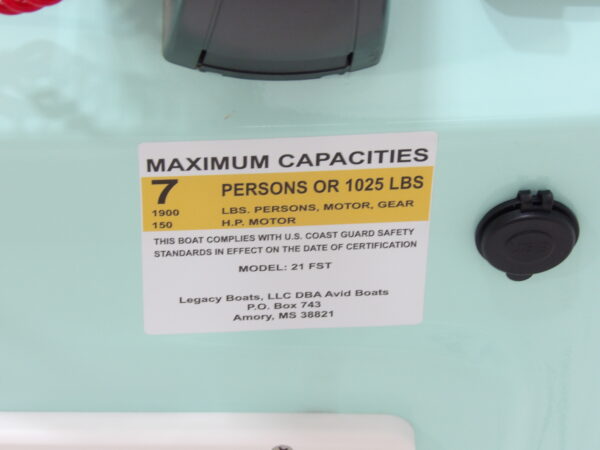 MAXIMUM CAPACITIES
7 PERSONS OR 1025 LBS
1900 LBS. PERSONS, MOTOR, GEAR
150 H.P. MOTOR
THIS BOAT COMPLIES WITH U.S. COAST GUARD SAFETY
STANDARDS IN EFFECT ON THE DATE OF CERTIFICATION
MODEL: 21 FST
Legacy Boats, LLC DBA Avid Boats
P.O. Box 743
Amory, MS 38821